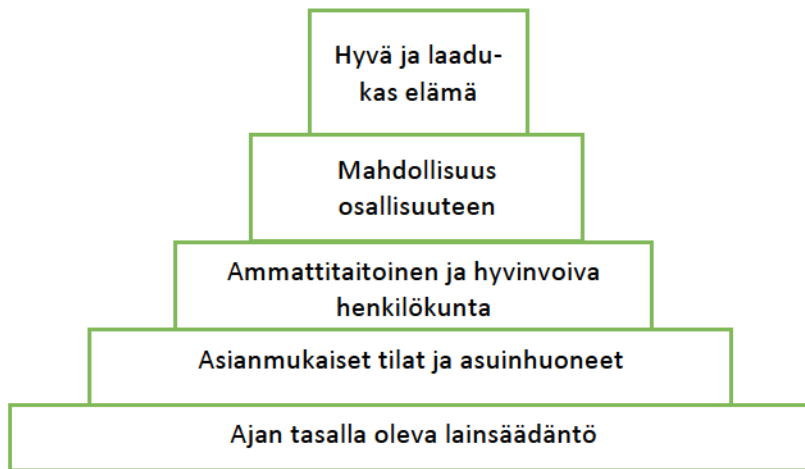 Hyvä ja laadu-
kas elämä
Mahdollisuus
osallisuuteen
Ammattitaitoinen ja hyvinvoiva
henkilökunta
Asianmukaiset tilat ja asuinhuoneet
Ajan tasalla oleva lainsäädäntö